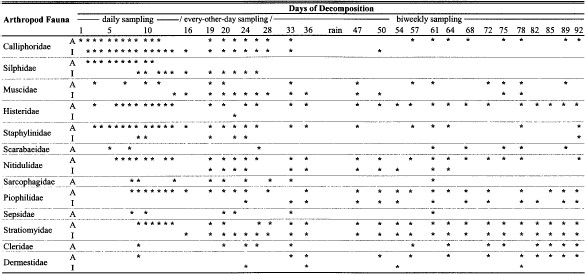 Days of Decomposition
Arthropod Fauna daily sampling / every-other-day sampling / biweekly sampling
1 5 10 16 19 22 24 26 28 33 36 rain 47 50 54 57 61 64 68 72 75 78 82 85 89 92
Calliphoridae A
I
Silphidae A
I
Muscidae A
I
Histeridae A
I
Staphylinidae A
I
Scarabaeidae A
Nitidulidae A
I
Sarcophagidae A
Piophilidae A
I
Sepsidae A
Stratiomyidae A
I
Cleridae A
Dermestidae A
I